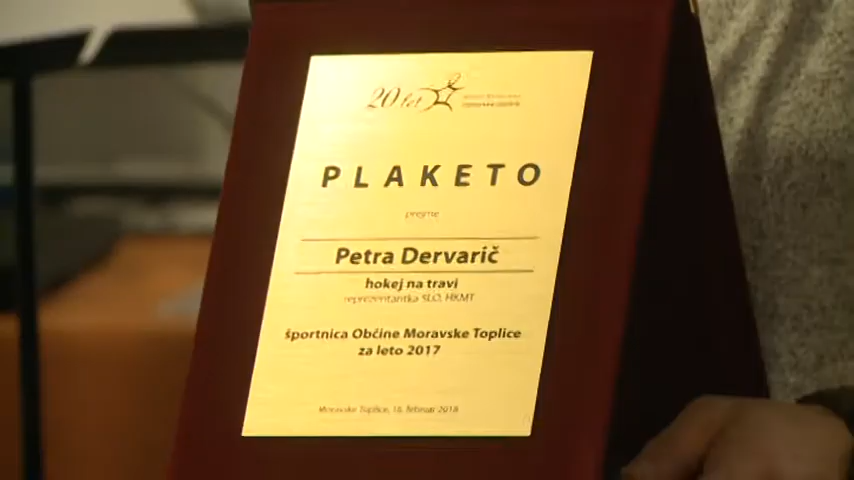 20 let
PLAKETO
prejme
Petra Dervarič
hokej na travi
reprezentantka SLO, HKMT
športnica Občine Moravske Toplice
za leto 2017
Moravske Toplice, 16. februar 2018